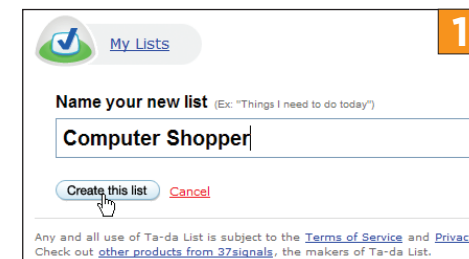 1
My Lists
Name your new list (Ex: "Things I need to do today")
Computer Shopper
Create this list Cancel
Any and all use of Ta-da List is subject to the Terms of Service and Privac
Check out other products from 37signals, the makers of Ta-da List.